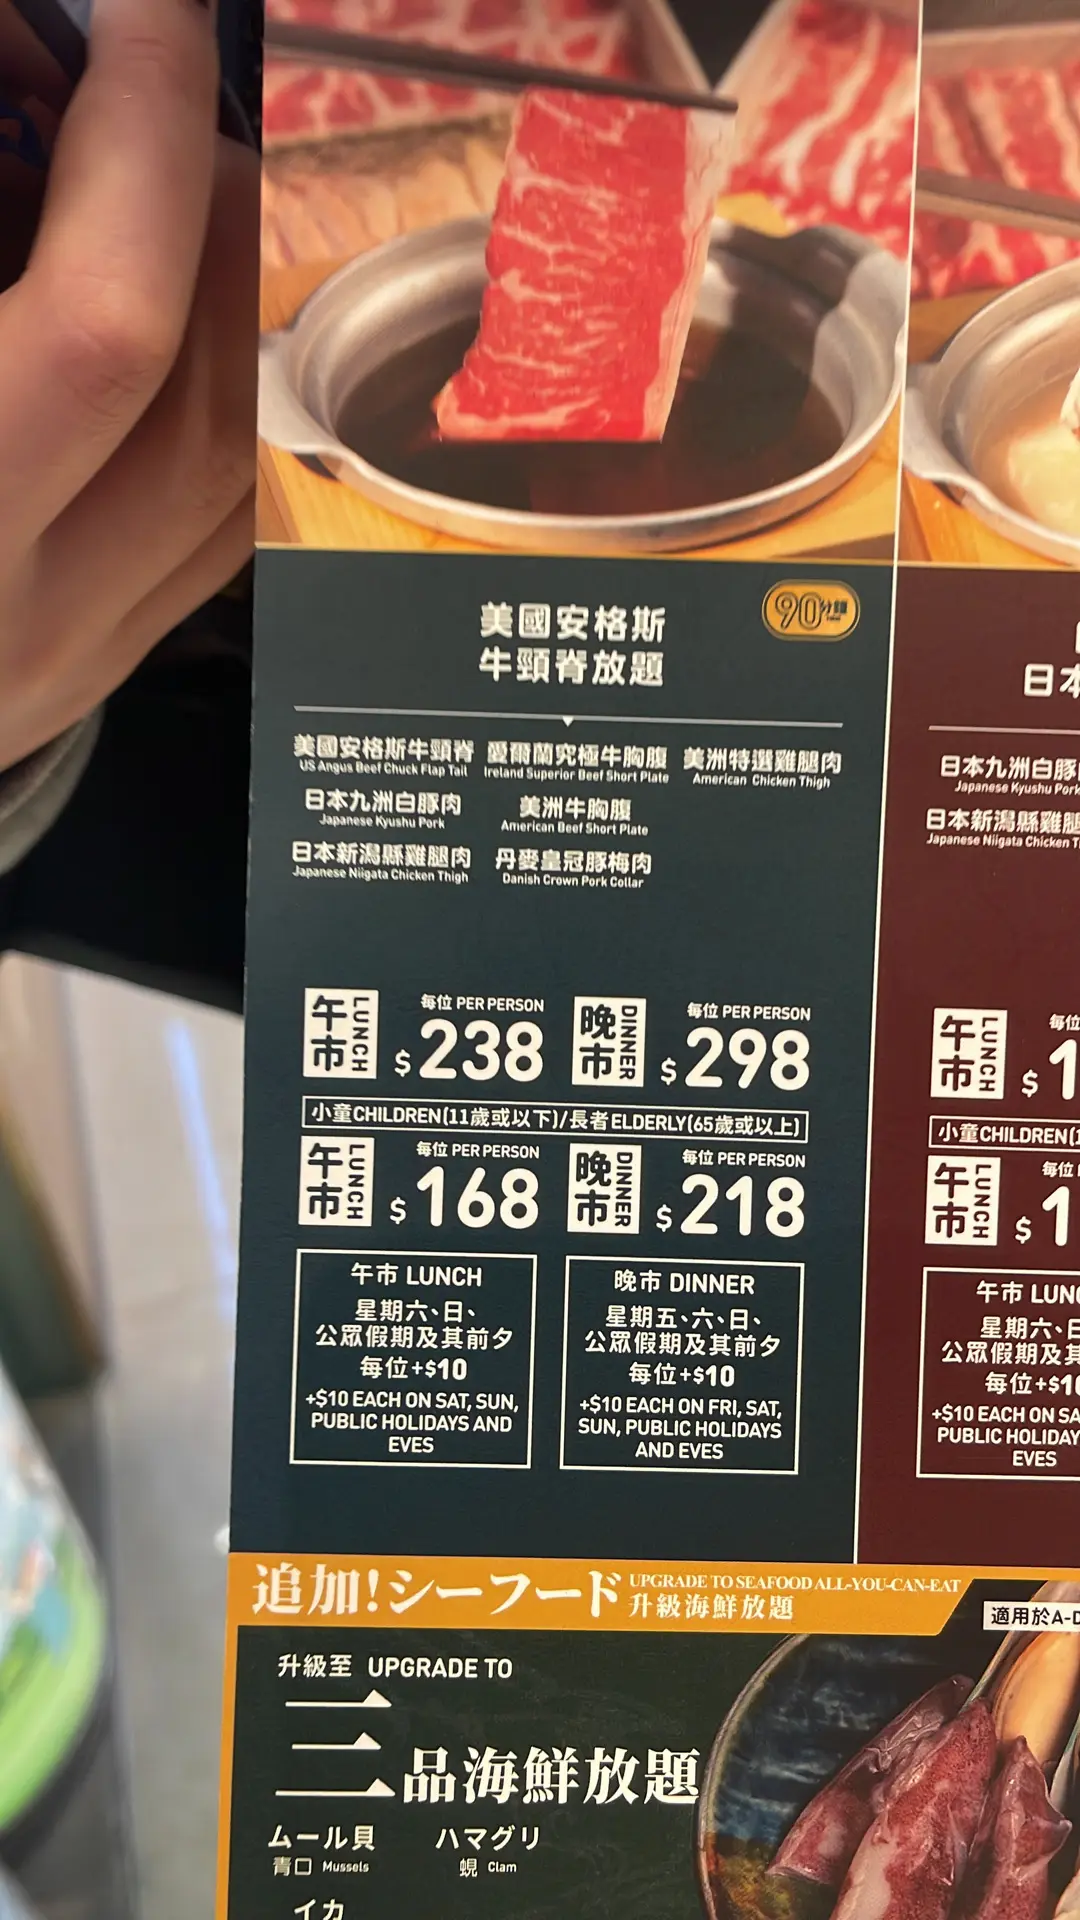 90分鐘
美國安格斯
牛頸脊放題
美國安格斯牛頸脊 愛爾蘭究極牛胸腹 美洲特選雞腿肉
US Angus Beef Chuck Flap Tail Ireland Superior Beef Short Plate American Chicken Thigh
日本九洲白豚肉 美洲牛胸腹
Japanese Kyushu Pork American Beef Short Plate
日本新潟縣雞腿肉 丹麥皇冠豚梅肉
Japanese Niigata Chicken Thigh Danish Crown Pork Collar
午市 LUNCH 每位 PER PERSON $238 晚市 DINNER 每位 PER PERSON $298
小童CHILDREN(11歲或以下)/長者ELDERLY(65歲或以上)
午市 LUNCH 每位 PER PERSON $168 晚市 DINNER 每位 PER PERSON $218
午市 LUNCH
星期六、日、
公眾假期及其前夕
每位+$10
+$10 EACH ON SAT, SUN,
PUBLIC HOLIDAYS AND
EVES
晚市 DINNER
星期五、六、日、
公眾假期及其前夕
每位+$10
+$10 EACH ON FRI, SAT,
SUN, PUBLIC HOLIDAYS
AND EVES
日本
日本九洲白豚
Japanese Kyushu Pork
日本新潟縣雞腿
Japanese Niigata Chicken
午市 LUNCH 每位 $1
小童CHILDREN(1
午市 LUNCH 每位 $1
午市 LUN
星期六、日
公眾假期及其
每位+$10
+$10 EACH ON SA
PUBLIC HOLIDAY
EVES
追加!シーフード UPGRADE TO SEAFOOD ALL-YOU-CAN-EAT
升級海鮮放題
適用於A-D
升級至 UPGRADE TO
三品海鮮放題
ムール貝 ハマグリ
青口 Mussels 蜆 Clam
イカ